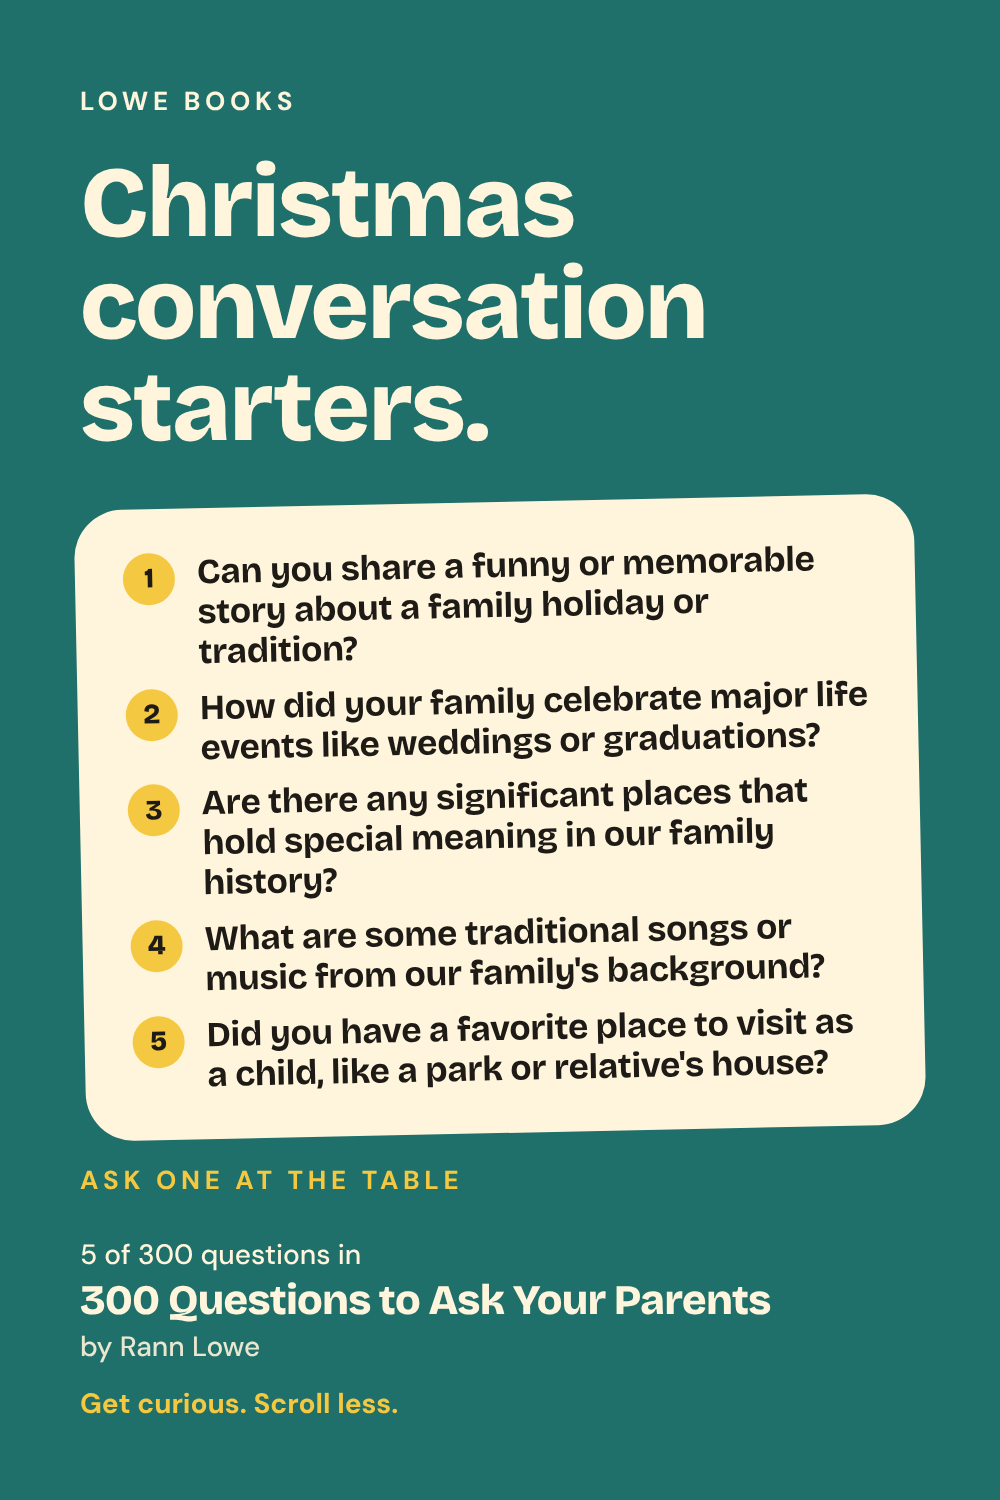 LOWE BOOKS
Christmas
conversation
starters.
1 Can you share a funny or memorable
story about a family holiday or
tradition?
2 How did your family celebrate major life
events like weddings or graduations?
3 Are there any significant places that
hold special meaning in our family
history?
4 What are some traditional songs or
music from our family's background?
5 Did you have a favorite place to visit as
a child, like a park or relative's house?
ASK ONE AT THE TABLE
5 of 300 questions in
300 Questions to Ask Your Parents
by Rann Lowe
Get curious. Scroll less.